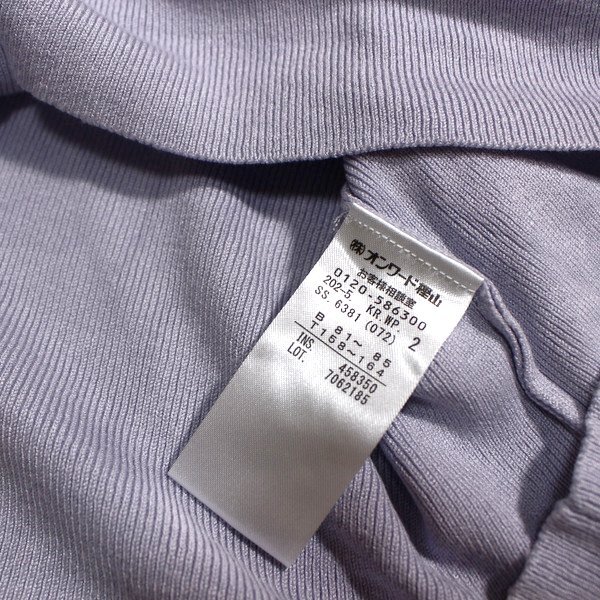 (株)オンワード樫山
お客様相談室
0120-586300
202-5. KR.WP.
SS. 6381 (072) 2
B 81～ 85
T158～164
INS. 458350
LOT. 7062185